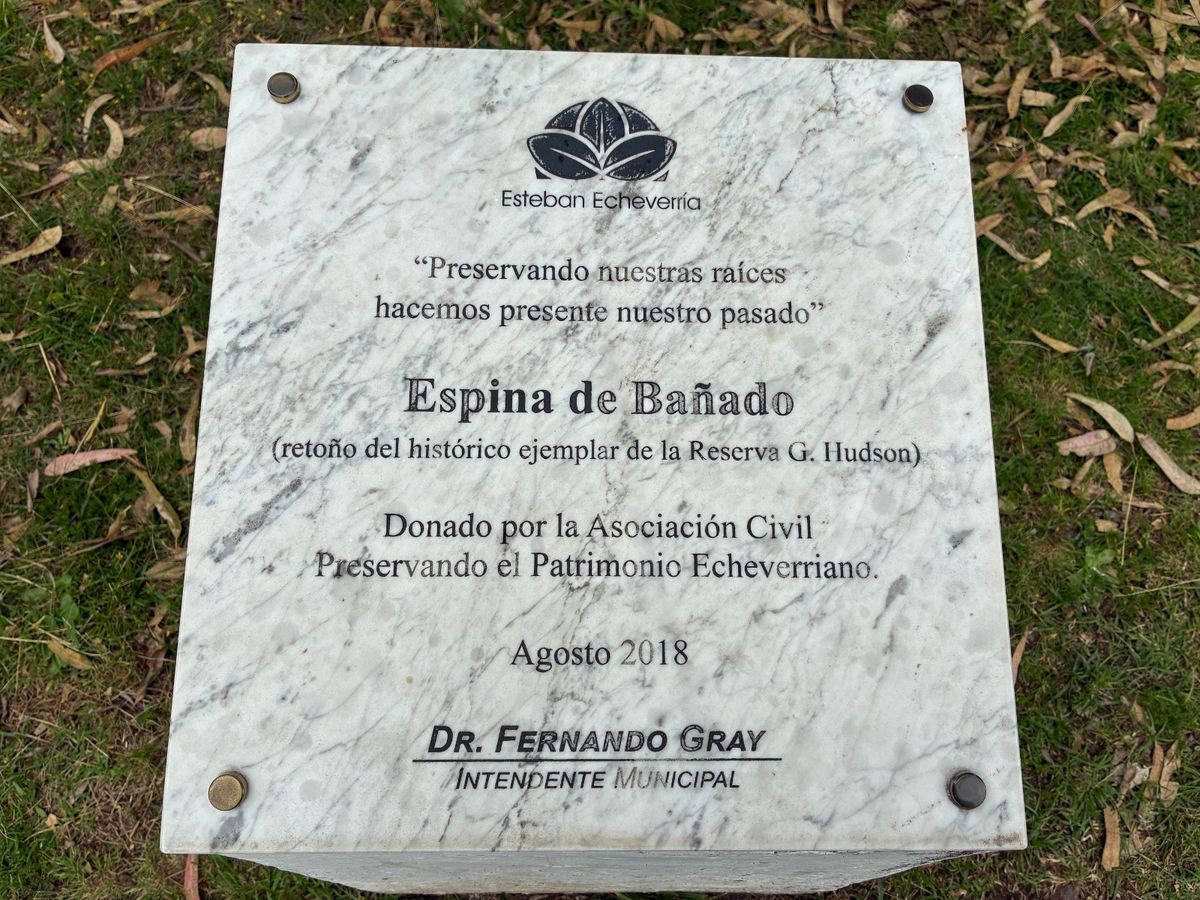 Esteban Echeverría
“Preservando nuestras raíces
hacemos presente nuestro pasado”
Espina de Bañado
(retoño del histórico ejemplar de la Reserva G. Hudson)
Donado por la Asociación Civil
Preservando el Patrimonio Echeverriano.
Agosto 2018
DR. FERNANDO GRAY
INTENDENTE MUNICIPAL